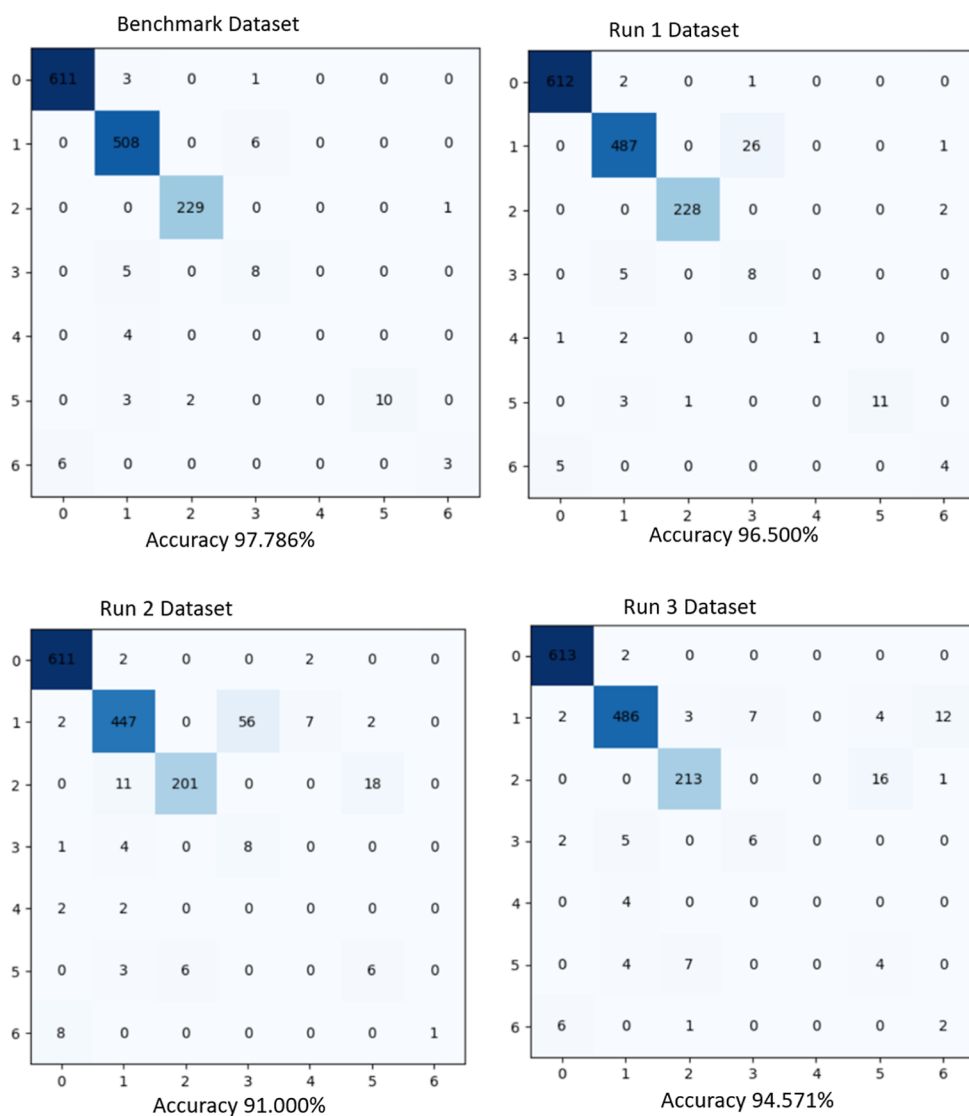 Benchmark Dataset
0 611 3 0 1 0 0 0
1 0 508 0 6 0 0 0
2 0 0 229 0 0 0 1
3 0 5 0 8 0 0 0
4 0 4 0 0 0 0 0
5 0 3 2 0 0 10 0
6 6 0 0 0 0 0 3
0 1 2 3 4 5 6
Accuracy 97.786%
Run 1 Dataset
0 612 2 0 1 0 0 0
1 0 487 0 26 0 0 1
2 0 0 228 0 0 0 2
3 0 5 0 8 0 0 0
4 1 2 0 0 1 0 0
5 0 3 1 0 0 11 0
6 5 0 0 0 0 0 4
0 1 2 3 4 5 6
Accuracy 96.500%
Run 2 Dataset
0 611 2 0 0 2 0 0
1 2 447 0 56 7 2 0
2 0 11 201 0 0 18 0
3 1 4 0 8 0 0 0
4 2 2 0 0 0 0 0
5 0 3 6 0 0 6 0
6 8 0 0 0 0 0 1
0 1 2 3 4 5 6
Accuracy 91.000%
Run 3 Dataset
0 613 2 0 0 0 0 0
1 2 486 3 7 0 4 12
2 0 0 213 0 0 16 1
3 2 5 0 6 0 0 0
4 0 4 0 0 0 0 0
5 0 4 7 0 0 4 0
6 6 0 1 0 0 0 2
0 1 2 3 4 5 6
Accuracy 94.571%